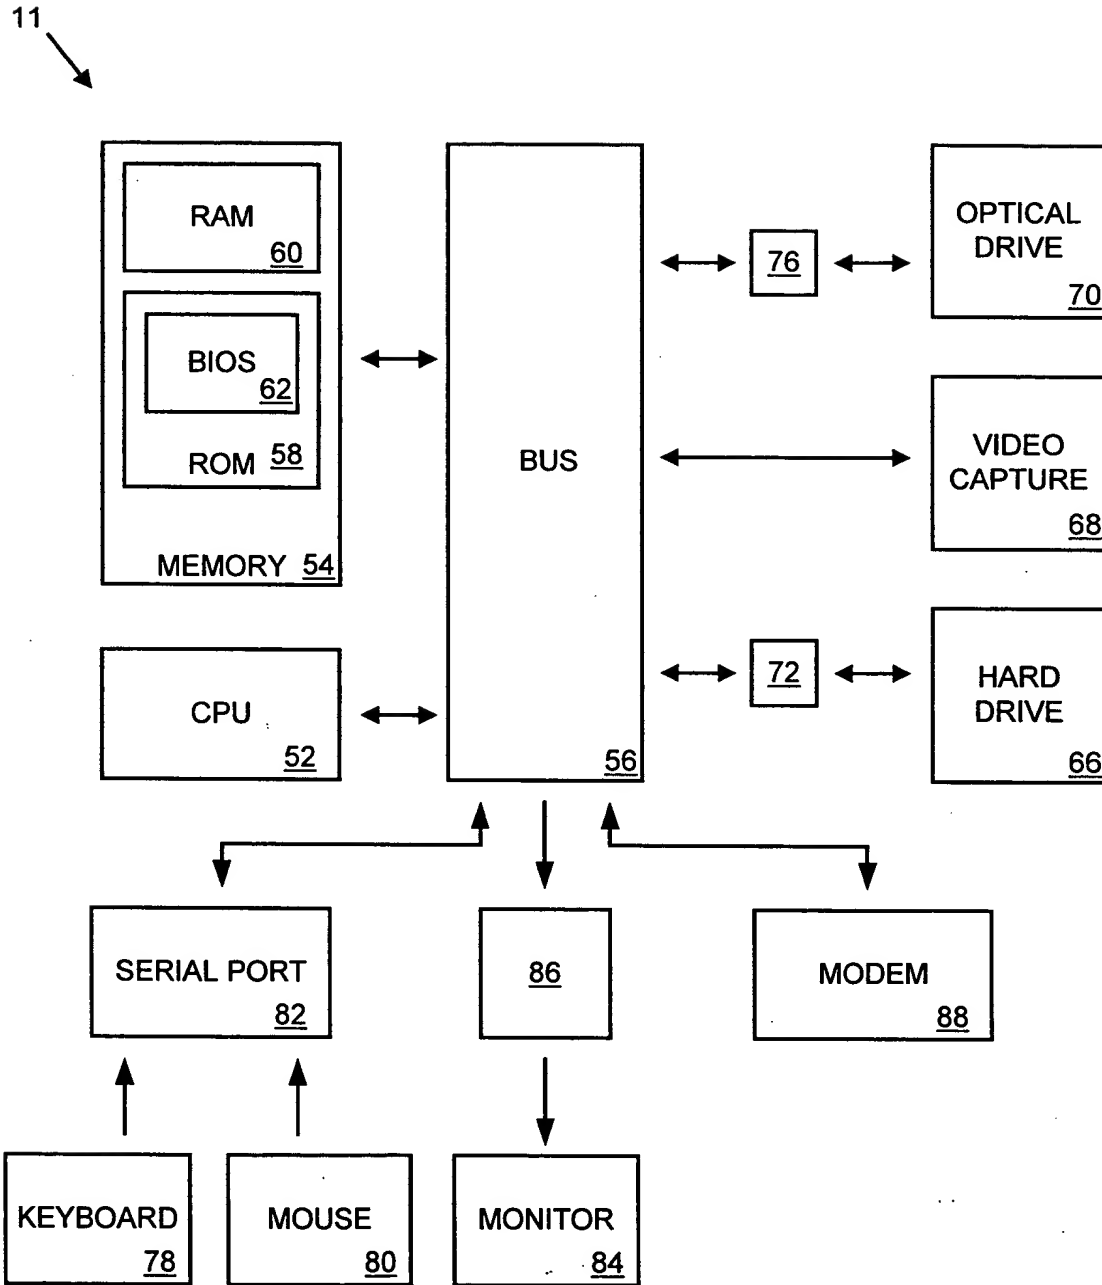 11
RAM
60
BIOS
62
ROM 58
MEMORY 54
CPU
52
BUS
56
76
OPTICAL
DRIVE
70
VIDEO
CAPTURE
68
72
HARD
DRIVE
66
SERIAL PORT
82
86
MODEM
88
KEYBOARD
78
MOUSE
80
MONITOR
84